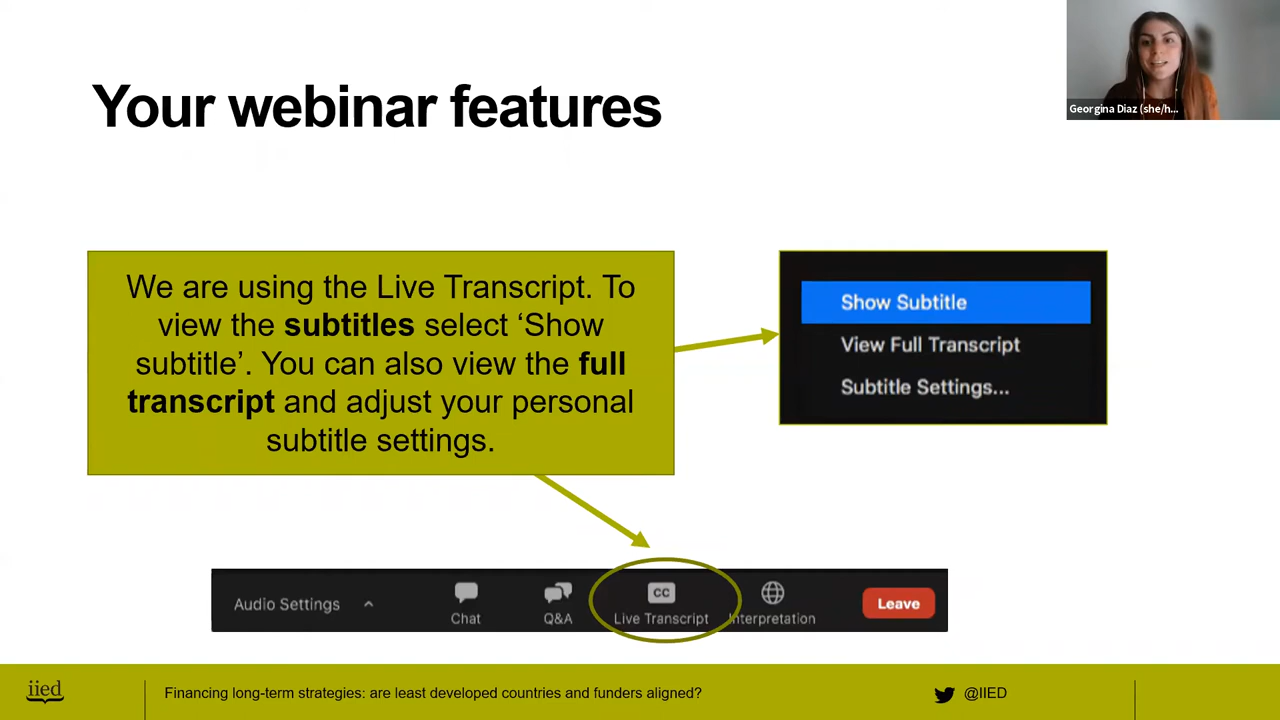 Your webinar features
Georgina Diaz (she/h...
We are using the Live Transcript. To
view the subtitles select ‘Show
subtitle’. You can also view the full
transcript and adjust your personal
subtitle settings.
Show Subtitle
View Full Transcript
Subtitle Settings...
Audio Settings
Chat
Q&A
CC
Live Transcript
Interpretation
Leave
iied
Financing long-term strategies: are least developed countries and funders aligned?
@IIED